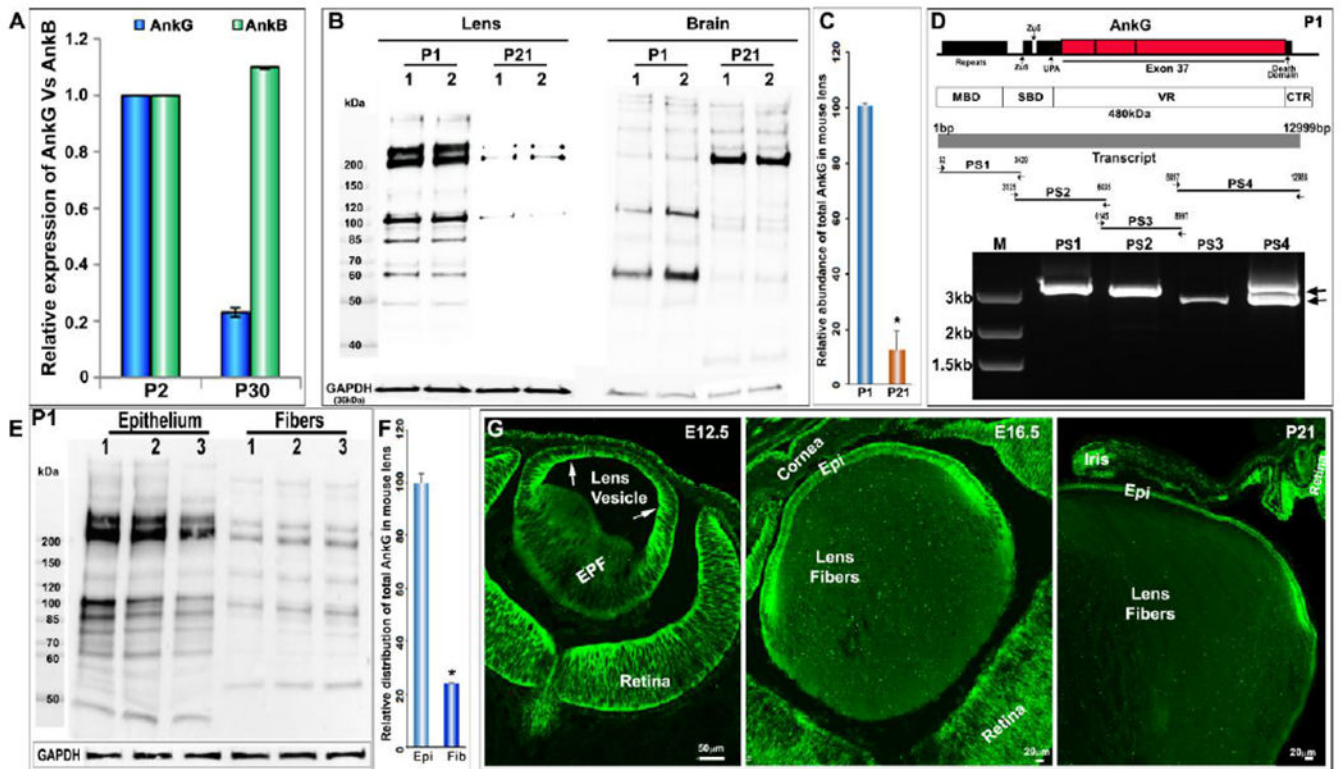 A
AnkG AnkB
Relative expression of AnkG Vs AnkB
1.2
1.0
0.8
0.6
0.4
0.2
0
P2 P30
B
Lens Brain
P1 P21 P1 P21
1 2 1 2 1 2 1 2
kDa
200
150
120
100
85
70
60
50
40
GAPDH
(30kDa)
C
Relative abundance of total AnkG in mouse lens
120
100
80
60
40
20
0
*
P1 P21
D
AnkG P1
Zu5
Repeats Zu5 UPA Exon 37 Death Domain
MBD SBD VR CTR
480kDa
1bp 12999bp
Transcript
PS1
PS2
PS3
PS4
M PS1 PS2 PS3 PS4
3kb
2kb
1.5kb
E P1
Epithelium Fibers
1 2 3 1 2 3
kDa
200
150
120
100
85
70
60
50
GAPDH
F
Relative distribution of total AnkG in mouse lens
120
100
80
60
40
20
0
*
Epi Fib
G
E12.5
Lens
Vesicle
EPF
Retina
50μm
E16.5
Cornea
Epi
Lens
Fibers
Retina
20μm
P21
Iris
Retina
Epi
Lens
Fibers
20μm